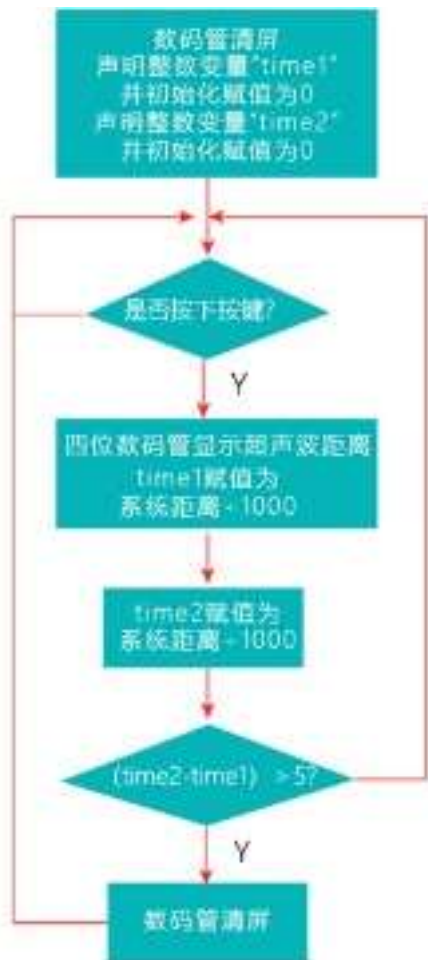 数码管清屏
声明整数变量"time1"
并初始化赋值为0
声明整数变量"time2"
并初始化赋值为0
是否按下按键?
Y
四位数码管显示超声波距离
time1赋值为
系统距离÷1000
time2赋值为
系统距离÷1000
(time2-time1) >5?
Y
数码管清屏